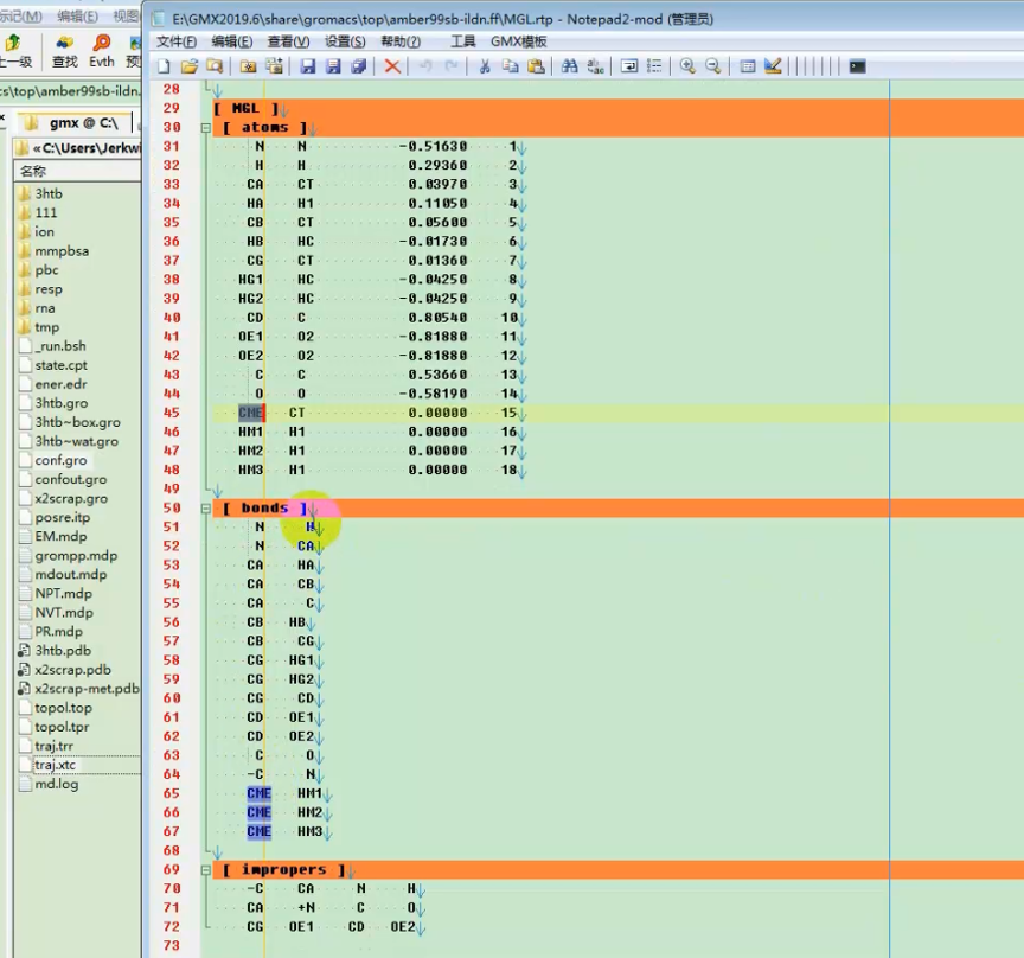 标记(M) 编辑(E) 视图
上一级 查找 Evth 预
cs\top\amber99sb-ildn.
gmx @ C:\
« C:\Users\Jerkwi
名称
3htb
111
ion
mmpbsa
pbc
resp
rna
tmp
_run.bsh
state.cpt
ener.edr
3htb.gro
3htb~box.gro
3htb~wat.gro
conf.gro
confout.gro
x2scrap.gro
posre.itp
EM.mdp
grompp.mdp
mdout.mdp
NPT.mdp
NVT.mdp
PR.mdp
3htb.pdb
x2scrap.pdb
x2scrap-met.pdb
topol.top
topol.tpr
traj.trr
traj.xtc
md.log
E:\GMX2019.6\share\gromacs\top\amber99sb-ildn.ff\MGL.rtp - Notepad2-mod (管理员)
文件(F) 编辑(E) 查看(V) 设置(S) 帮助(?) 工具 GMX模板
28
29 [ MGL ]
30 [ atoms ]
31 N N -0.51630 1
32 H H 0.29360 2
33 CA CT 0.03970 3
34 HA H1 0.11050 4
35 CB CT 0.05600 5
36 HB HC -0.01730 6
37 CG CT 0.01360 7
38 HG1 HC -0.04250 8
39 HG2 HC -0.04250 9
40 CD C 0.80540 10
41 OE1 O2 -0.81880 11
42 OE2 O2 -0.81880 12
43 C C 0.53660 13
44 O O -0.58190 14
45 CME CT 0.00000 15
46 HM1 H1 0.00000 16
47 HM2 H1 0.00000 17
48 HM3 H1 0.00000 18
49
50 [ bonds ]
51 N H
52 N CA
53 CA HA
54 CA CB
55 CA C
56 CB HB
57 CB CG
58 CG HG1
59 CG HG2
60 CG CD
61 CD OE1
62 CD OE2
63 C O
64 -C N
65 CME HM1
66 CME HM2
67 CME HM3
68
69 [ impropers ]
70 -C CA N H
71 CA +N C O
72 CG OE1 CD OE2
73